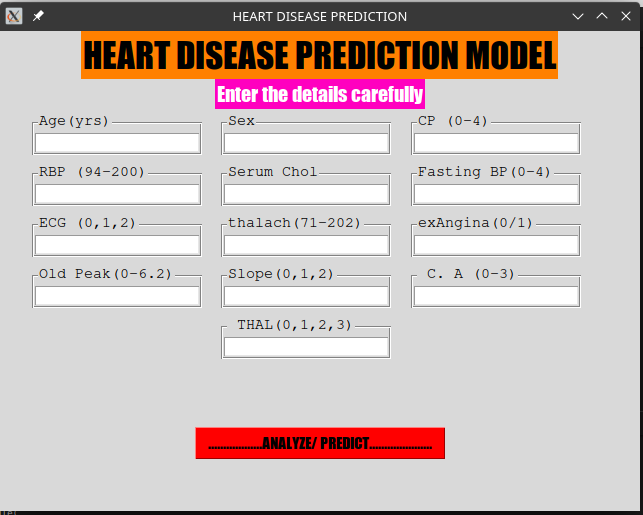 HEART DISEASE PREDICTION
HEART DISEASE PREDICTION MODEL
Enter the details carefully
Age(yrs) Sex CP (0-4)
RBP (94-200) Serum Chol Fasting BP(0-4)
ECG (0,1,2) thalach(71-202) exAngina(0/1)
Old Peak(0-6.2) Slope(0,1,2) C. A (0-3)
THAL(0,1,2,3)
..................ANALYZE/ PREDICT.....................